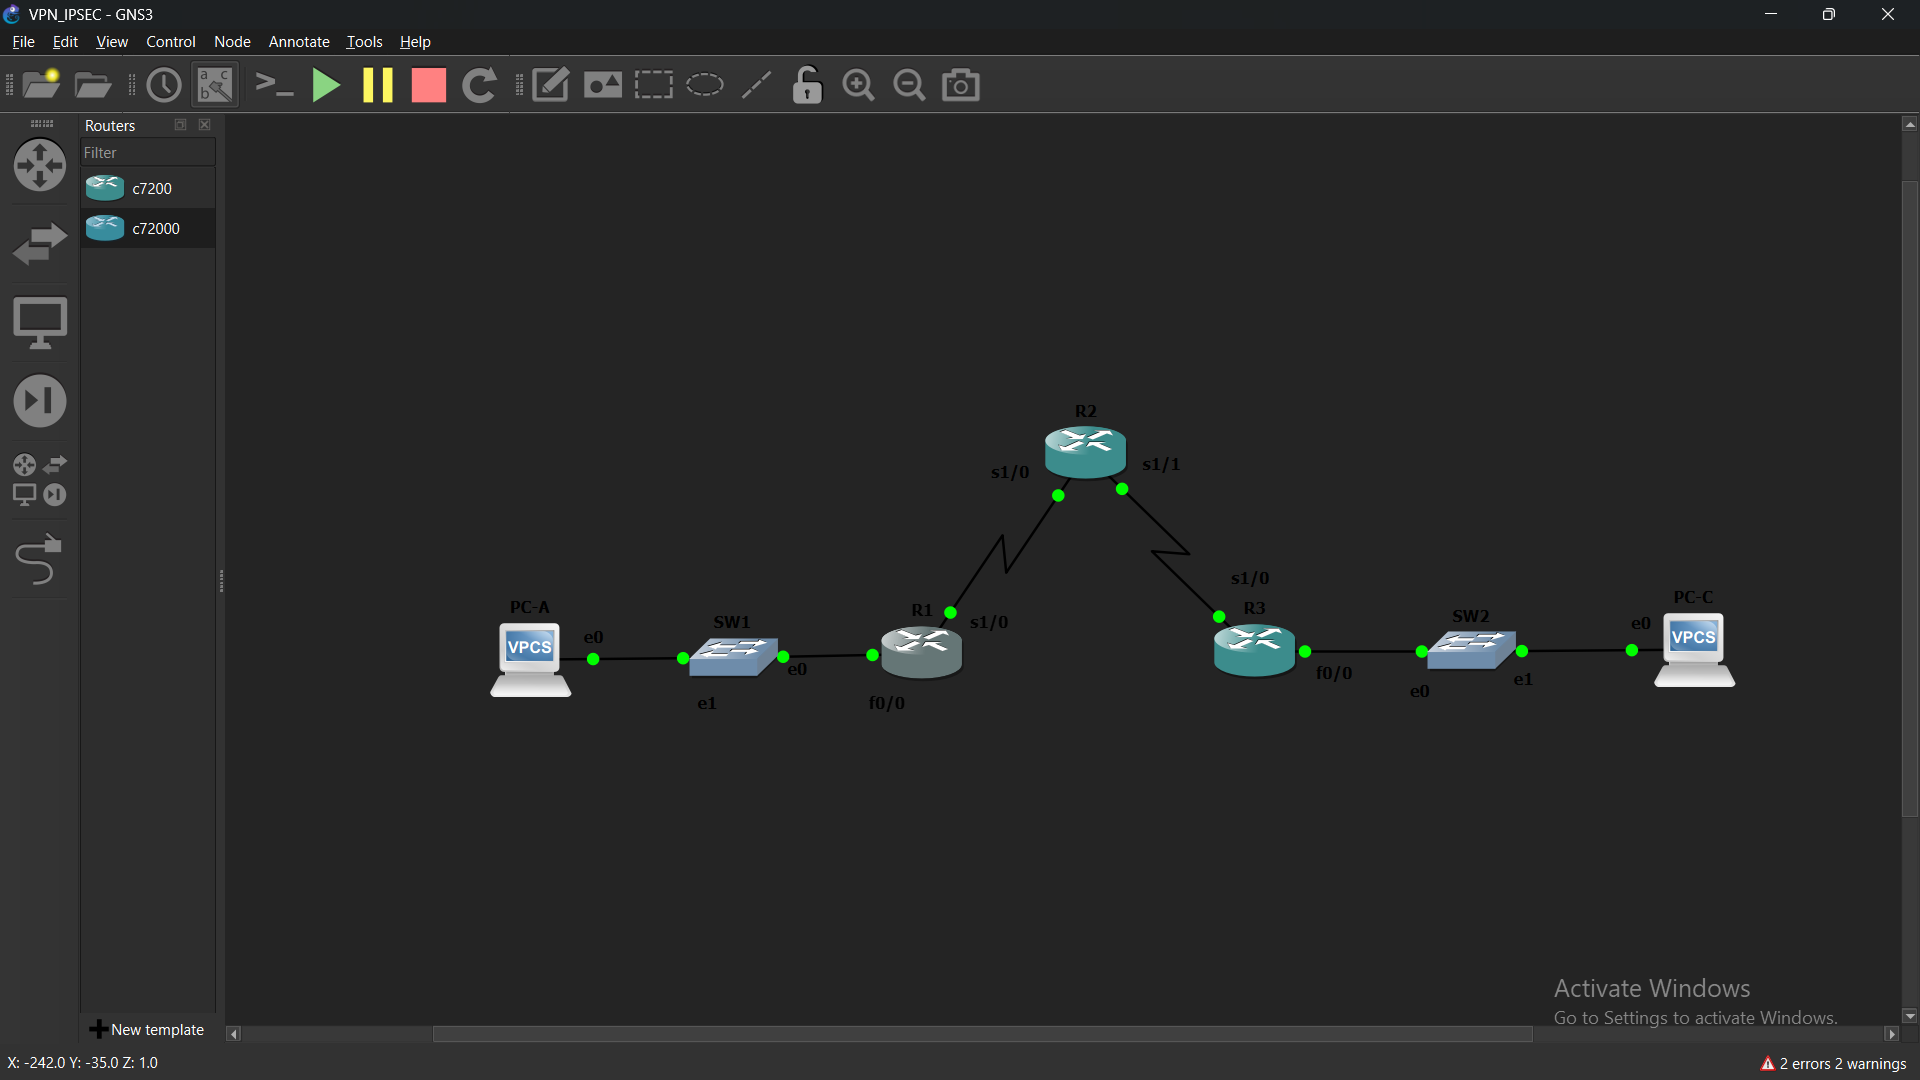 VPN_IPSEC - GNS3
File Edit View Control Node Annotate Tools Help
a c
b
>_
Routers
Filter
c7200
c72000
R2
s1/0
s1/1
s1/0
PC-A
R1
R3
PC-C
SW1
s1/0
SW2
e0
e0
VPCS
VPCS
e0
f0/0
e1
e1
f0/0
e0
Activate Windows
Go to Settings to activate Windows.
New template
X: -242.0 Y: -35.0 Z: 1.0
2 errors 2 warnings